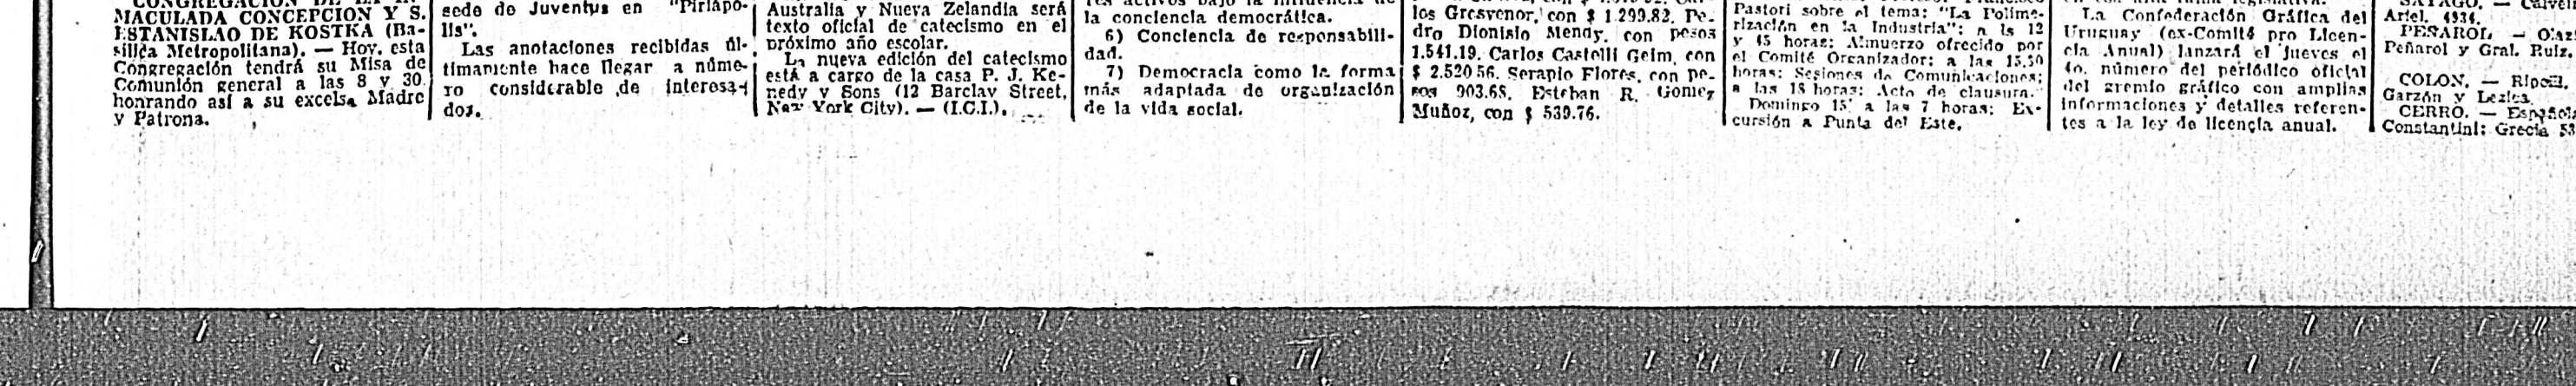 MACULADA CONCEPCION Y S.
ESTANISLAO DE KOSTKA (Ba-
silica Metropolitana). — Hoy, esta
Congregación tendrá su Misa de
Comunión general a las 8 y 30.
honrando así a su excelsa Madre
y Patrona.
sede de Juventus en "Piriápo-
lis".
Las anotaciones recibidas úl-
timamente hace llegar a núme-
ro considerable de interesa-
dos.
Australia y Nueva Zelandia será
texto oficial de catecismo en el
próximo año escolar.
La nueva edición del catecismo
está a cargo de la casa P. J. Ke-
nedy y Sons (12 Barclay Street,
New York City). — (I.C.I.).
la conciencia democrática.
6) Conciencia de responsabili-
dad.
7) Democracia como la forma
más adaptada de organización
de la vida social.
los Gresvenor, con $ 1.299.82. Pe-
dro Dionisio Mendy, con pesos
1.541.19. Carlos Castelli Geim, con
$ 2.520 56. Serapio Flores, con pe-
sos 903.68. Esteban R. Gomez
Muñoz, con $ 539.76.
Pastori sobre el tema: "La Polime-
rización en la Industria"; a la 12
y 45 horas: Almuerzo ofrecido por
el Comité Organizador; a las 15.30
horas: Sesiones de Comunicaciones;
a las 18 horas: Acto de clausura.
Domingo 15 a las 7 horas: Ex-
cursión a Punta del Este.
La Confederación Gráfica del
Uruguay (ex-Comité pro Licen-
cia Anual) lanzará el jueves el
4o. número del periódico oficial
del gremio gráfico con amplias
informaciones y detalles referen-
tes a la ley de licencia anual.
SAYAGO. —
Ariel. 4934.
PEÑAROL. —
Peñarol y Gral. Ruiz.
COLON. — Ripoll.
Garzón y Lezica.
CERRO. —
Constantini: Grecia